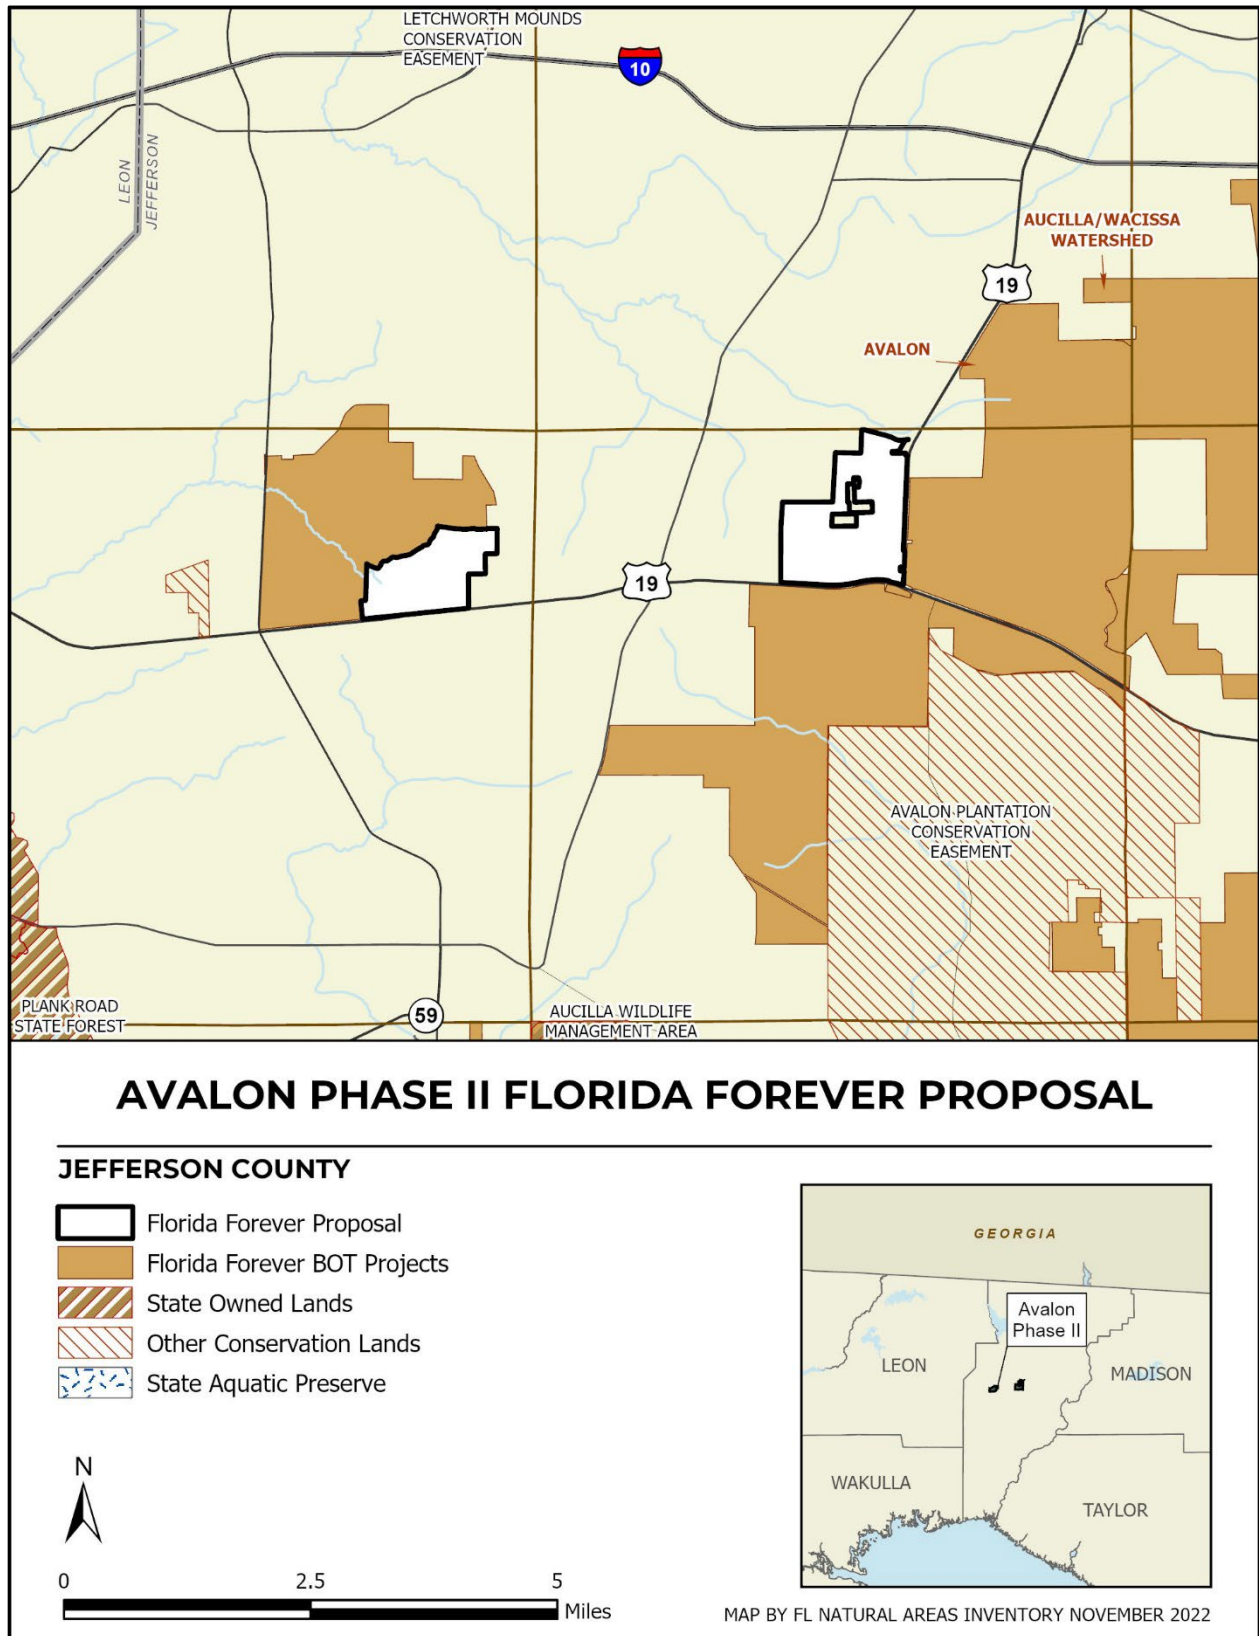 LETCHWORTH MOUNDS
CONSERVATION
EASEMENT
10
LEON
JEFFERSON
AUCILLA/WACISSA
WATERSHED
19
AVALON
19
AVALON PLANTATION
CONSERVATION
EASEMENT
PLANK ROAD
STATE FOREST
59
AUCILLA WILDLIFE
MANAGEMENT AREA
AVALON PHASE II FLORIDA FOREVER PROPOSAL
JEFFERSON COUNTY
Florida Forever Proposal
Florida Forever BOT Projects
State Owned Lands
Other Conservation Lands
State Aquatic Preserve
N
0 2.5 5
Miles
GEORGIA
Avalon
Phase II
LEON
MADISON
WAKULLA
TAYLOR
MAP BY FL NATURAL AREAS INVENTORY NOVEMBER 2022